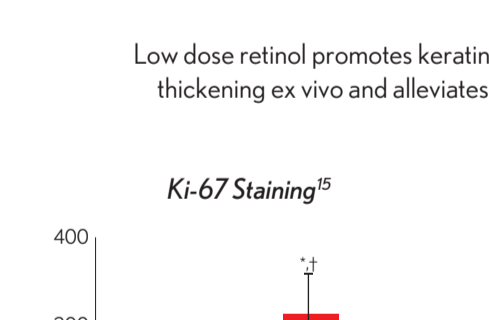 Low dose retinol promotes keratin
thickening ex vivo and alleviates
Ki-67 Staining15
400
*,†